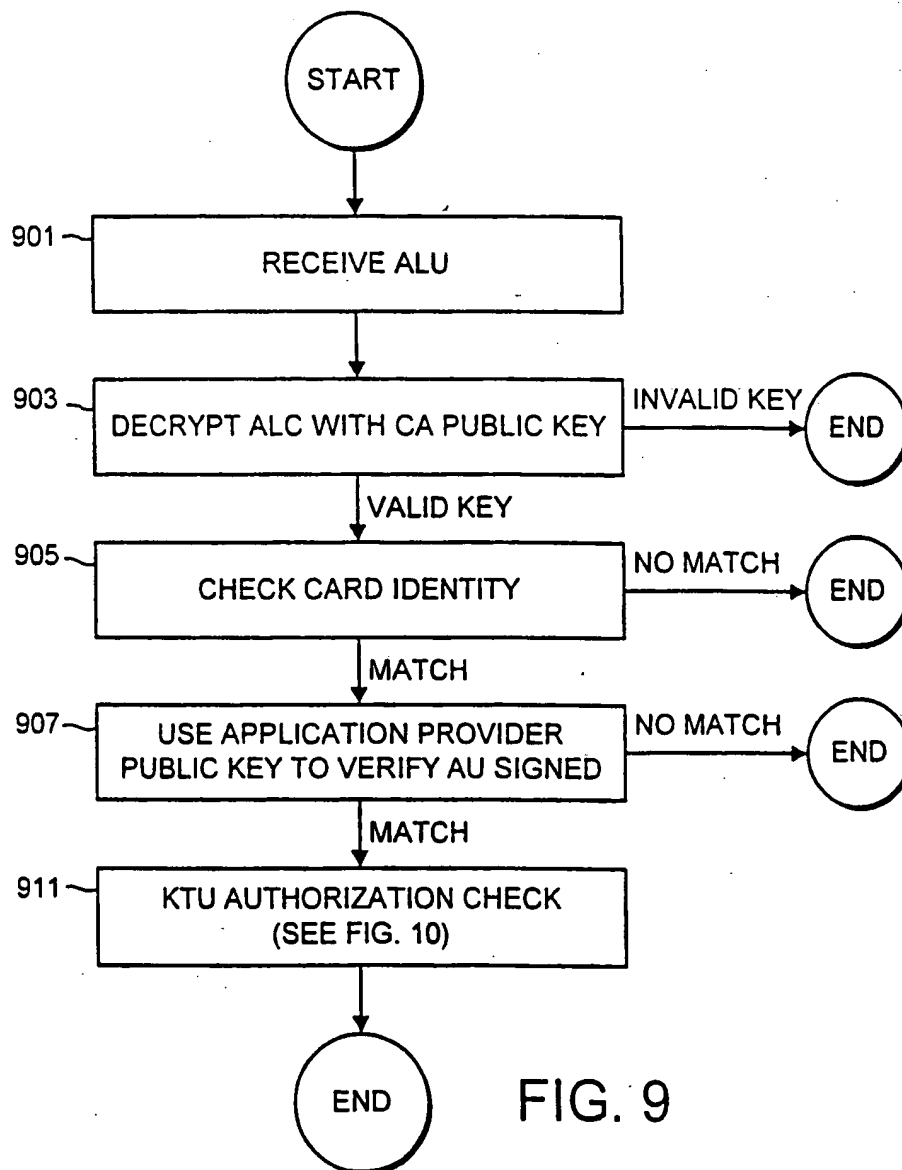 START
901
RECEIVE ALU
903
DECRYPT ALC WITH CA PUBLIC KEY
INVALID KEY
END
VALID KEY
905
CHECK CARD IDENTITY
NO MATCH
END
MATCH
907
USE APPLICATION PROVIDER
PUBLIC KEY TO VERIFY AU SIGNED
NO MATCH
END
MATCH
911
KTU AUTHORIZATION CHECK
(SEE FIG. 10)
END
FIG. 9